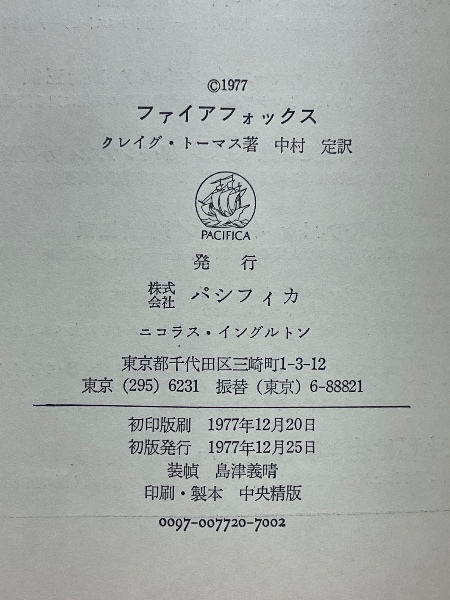 ©1977
ファイアフォックス
クレイグ・トーマス著 中村 定訳
PACIFICA
発 行
株式会社 パシフィカ
ニコラス・イングルトン
東京都千代田区三崎町1-3-12
東京 (295) 6231 振替 (東京) 6-88821
初印版刷 1977年12月20日
初版発行 1977年12月25日
装幀 島津義晴
印刷・製本 中央精版
0097-007720-7002